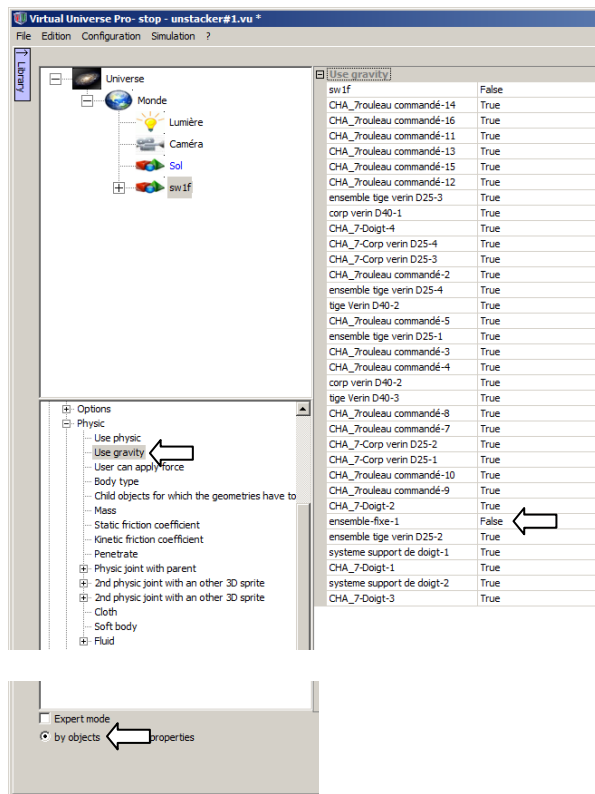 Virtual Universe Pro- stop - unstacker#1.vu *
File Edition Configuration Simulation ?
Library
Universe
Monde
Lumière
Caméra
Sol
sw1f
Use gravity
sw1f False
CHA_7rouleau commandé-14 True
CHA_7rouleau commandé-16 True
CHA_7rouleau commandé-11 True
CHA_7rouleau commandé-13 True
CHA_7rouleau commandé-15 True
CHA_7rouleau commandé-12 True
ensemble tige verin D25-3 True
corp verin D40-1 True
CHA_7-Doigt-4 True
CHA_7-Corp verin D25-4 True
CHA_7-Corp verin D25-3 True
CHA_7rouleau commandé-2 True
ensemble tige verin D25-4 True
tige Verin D40-2 True
CHA_7rouleau commandé-5 True
ensemble tige verin D25-1 True
CHA_7rouleau commandé-3 True
CHA_7rouleau commandé-4 True
corp verin D40-2 True
tige Verin D40-3 True
CHA_7rouleau commandé-8 True
CHA_7rouleau commandé-7 True
CHA_7-Corp verin D25-2 True
CHA_7-Corp verin D25-1 True
CHA_7rouleau commandé-10 True
CHA_7rouleau commandé-9 True
CHA_7-Doigt-2 True
ensemble-fixe-1 False
ensemble tige verin D25-2 True
systeme support de doigt-1 True
CHA_7-Doigt-1 True
systeme support de doigt-2 True
CHA_7-Doigt-3 True
Options
Physic
Use physic
Use gravity
User can apply force
Body type
Child objects for which the geometries have to
Mass
Static friction coefficient
Kinetic friction coefficient
Penetrate
Physic joint with parent
2nd physic joint with an other 3D sprite
2nd physic joint with an other 3D sprite
Cloth
Soft body
Fluid
Expert mode
by objects properties